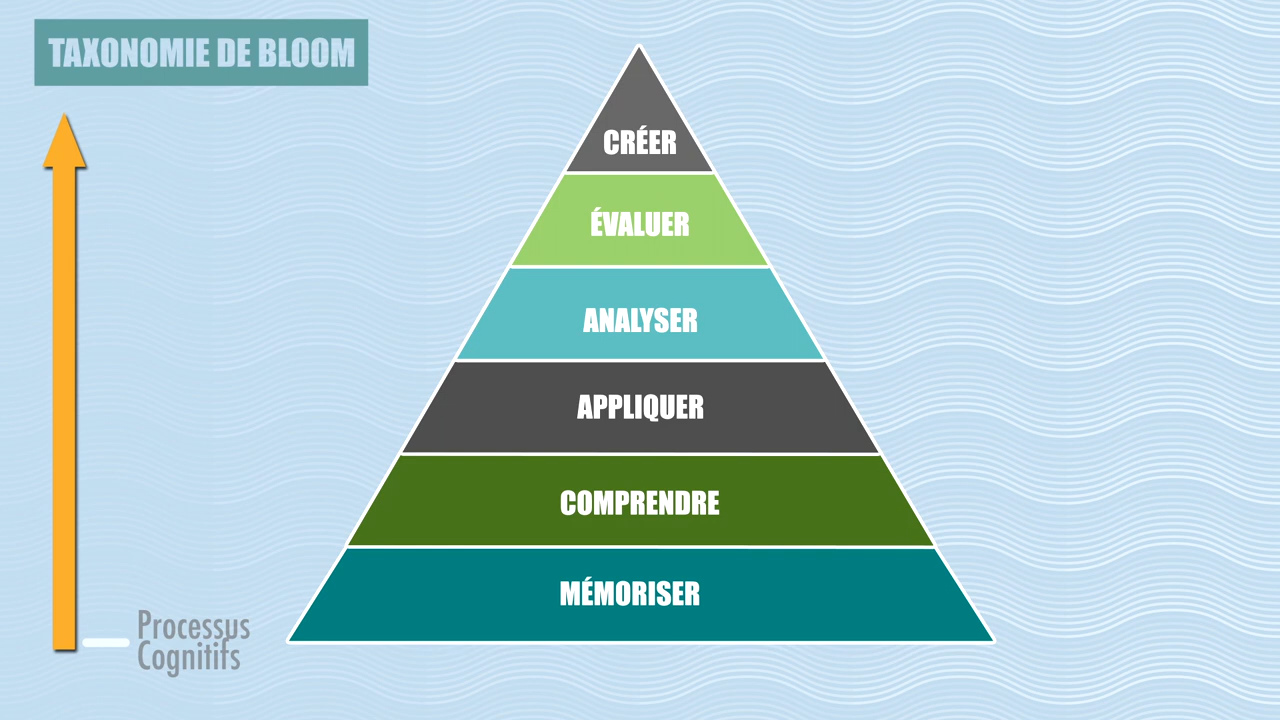 TAXONOMIE DE BLOOM
CRÉER
ÉVALUER
ANALYSER
APPLIQUER
COMPRENDRE
MÉMORISER
Processus
Cognitifs